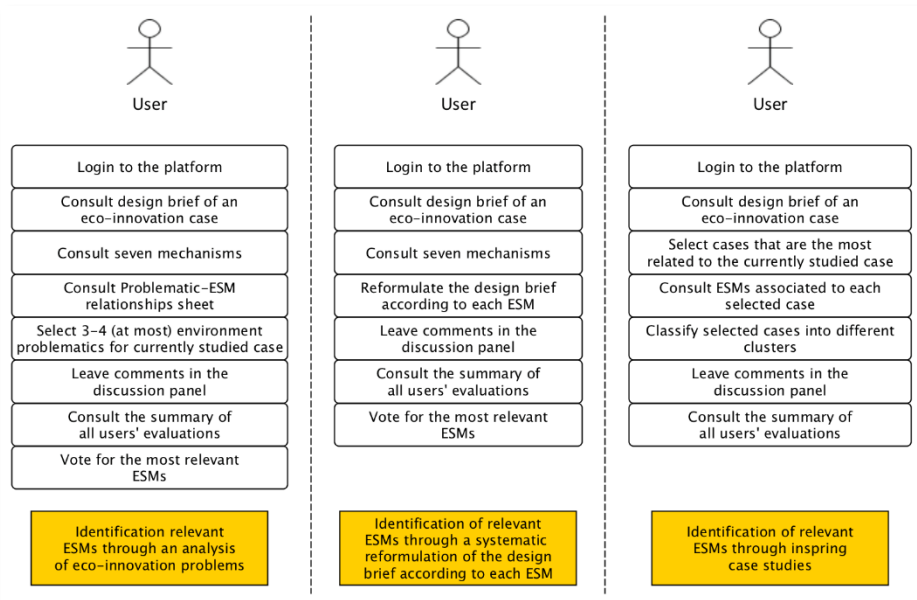 User
Login to the platform
Consult design brief of an
eco-innovation case
Consult seven mechanisms
Consult Problematic-ESM
relationships sheet
Select 3-4 (at most) environment
problematics for currently studied case
Leave comments in the
discussion panel
Consult the summary of
all users' evaluations
Vote for the most relevant
ESMs
Identification relevant
ESMs through an analysis
of eco-innovation problems
User
Login to the platform
Consult design brief of an
eco-innovation case
Consult seven mechanisms
Reformulate the design brief
according to each ESM
Leave comments in the
discussion panel
Consult the summary of
all users' evaluations
Vote for the most relevant
ESMs
Identification of relevant
ESMs through a systematic
reformulation of the design
brief according to each ESM
User
Login to the platform
Consult design brief of an
eco-innovation case
Select cases that are the most
related to the currently studied case
Consult ESMs associated to each
selected case
Classify selected cases into different
clusters
Leave comments in the
discussion panel
Consult the summary of
all users' evaluations
Identification of relevant
ESMs through inspring
case studies